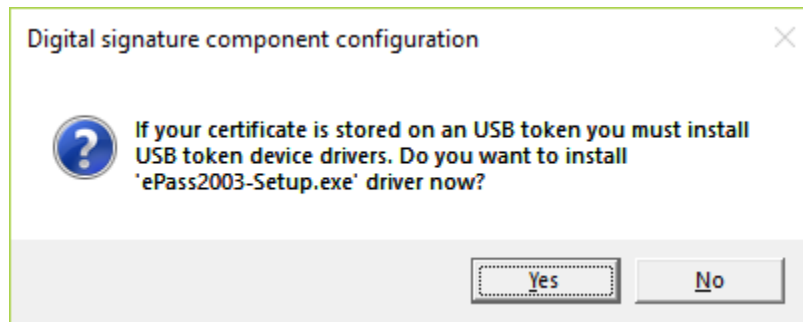 Digital signature component configuration
If your certificate is stored on an USB token you must install
USB token device drivers. Do you want to install
'ePass2003-Setup.exe' driver now?
Yes
No